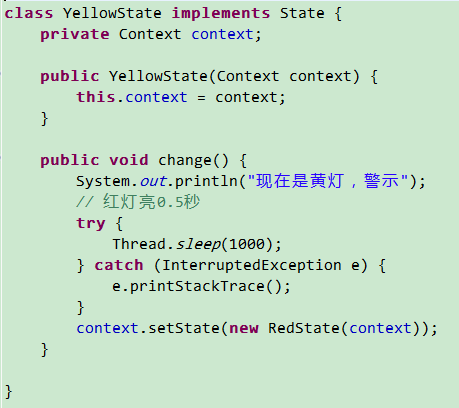 class YellowState implements State {
    private Context context;
    public YellowState(Context context) {
        this.context = context;
    }
    public void change() {
        System.out.println("现在是黄灯，警示");
        // 红灯亮0.5秒
        try {
            Thread.sleep(1000);
        } catch (InterruptedException e) {
            e.printStackTrace();
        }
        context.setState(new RedState(context));
    }
}